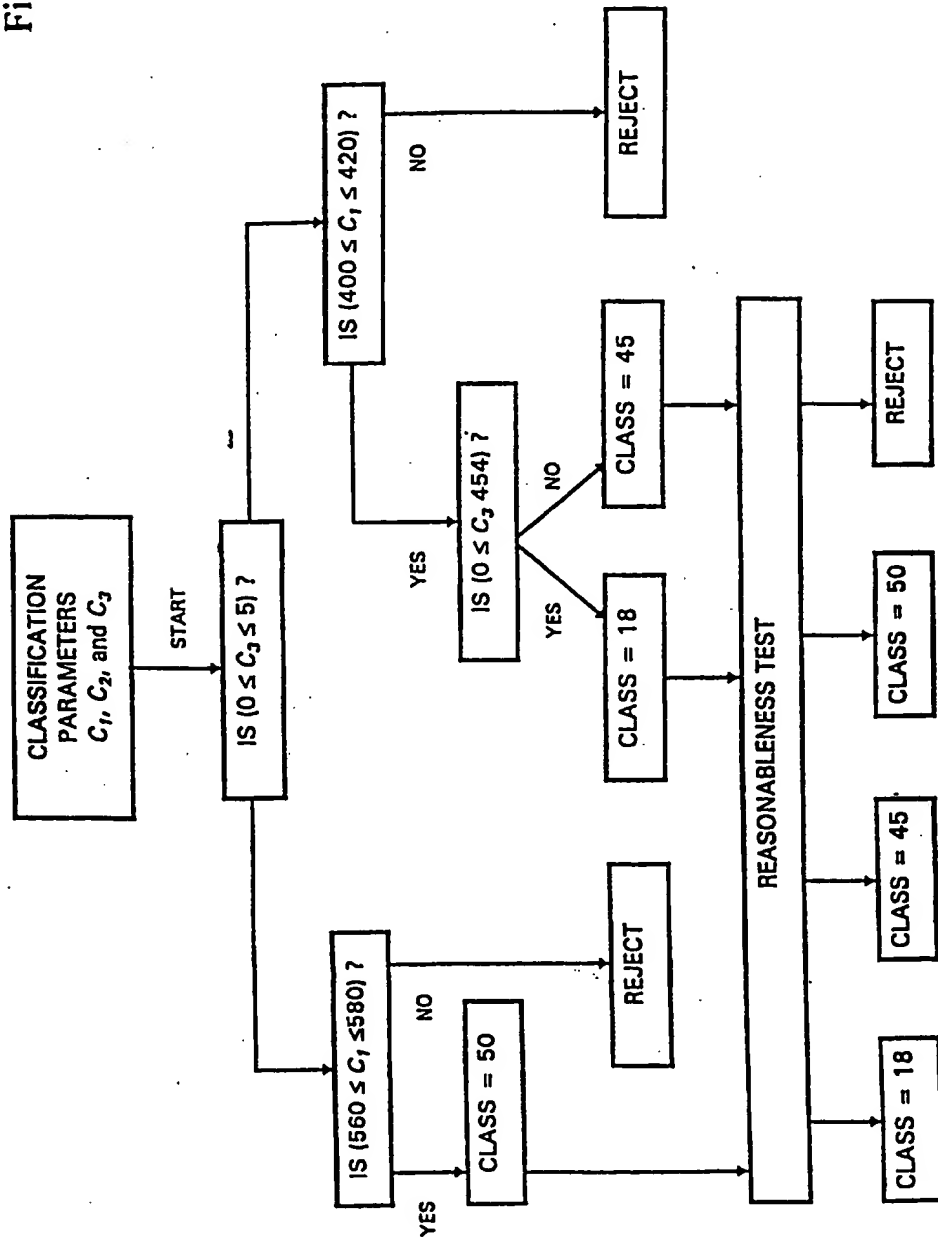 Fi
CLASSIFICATION
PARAMETERS
C₁, C₂, and C₃
START
IS (0 ≤ C₃ ≤ 5) ?
IS (560 ≤ C₁ ≤580) ?
IS (400 ≤ C₁ ≤ 420) ?
YES
NO
YES
NO
CLASS = 50
IS (0 ≤ C₃ 454) ?
YES
NO
REJECT
CLASS = 18
CLASS = 45
REJECT
REASONABLENESS TEST
CLASS = 18
CLASS = 45
CLASS = 50
REJECT